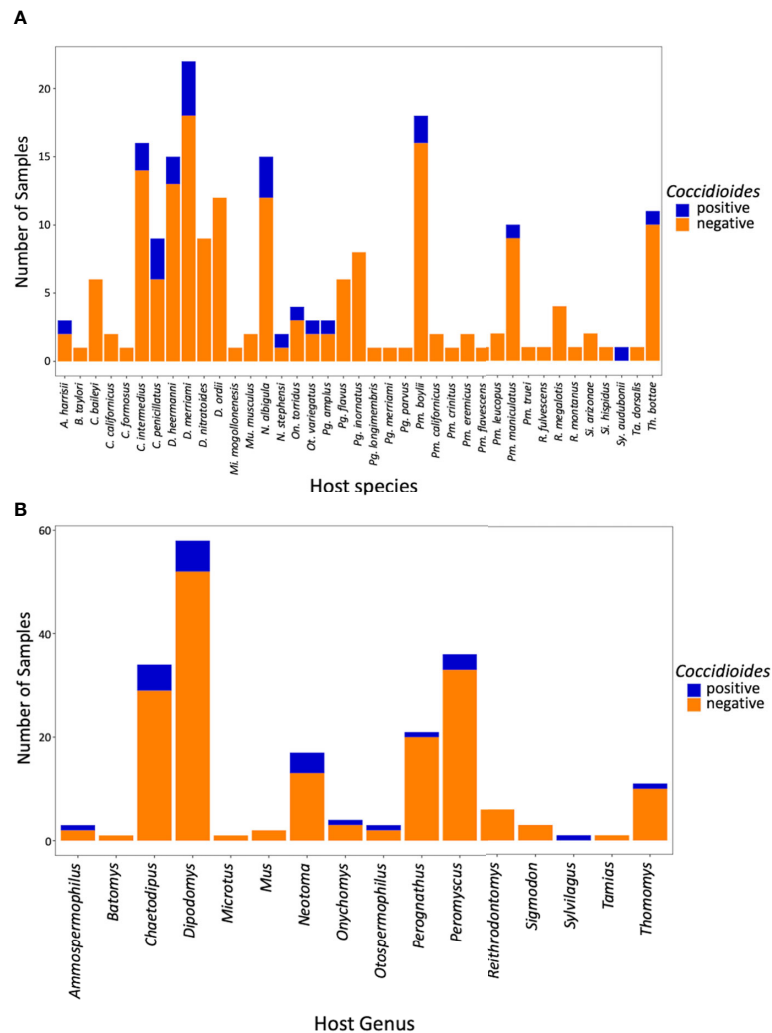 A
Number of Samples
20
15
10
5
0
A. harrisii
B. taylori
C. baileyi
C. californicus
C. formosus
C. intermedius
C. penicillatus
D. heermanni
D. merriami
D. nitratoides
D. ordii
Mi. mogollonensis
Mu. musculus
N. albigula
N. stephensi
On. torridus
Ot. variegatus
Pg. amplus
Pg. flavus
Pg. inornatus
Pg. longimembris
Pg. merriami
Pg. parvus
Pm. boylii
Pm. californicus
Pm. crinitus
Pm. eremicus
Pm. flavescens
Pm. leucopus
Pm. maniculatus
Pm. truei
R. fulvescens
R. megalotis
R. montanus
Si. arizonae
Si. hispidus
Sy. audubonii
Ta. dorsalis
Th. bottae
Host species
Coccidioides
positive
negative
B
Number of Samples
60
40
20
0
Ammospermophilus
Batomys
Chaetodipus
Dipodomys
Microtus
Mus
Neotoma
Onychomys
Otospermophilus
Perognathus
Peromyscus
Reithrodontomys
Sigmodon
Sylvilagus
Tamias
Thomomys
Host Genus
Coccidioides
positive
negative